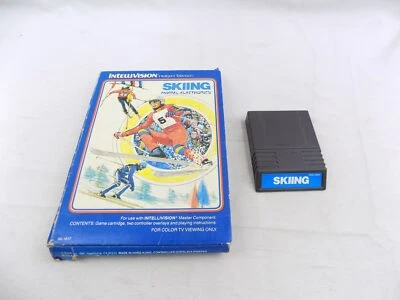 INTELLIVISION Intelligent Television
SKIING
MATTEL ELECTRONICS
5
For use with INTELLIVISION Master Component
CONTENTS: Game cartridge, two controller overlays and playing instructions
FOR COLOR TV VIEWING ONLY
SKIING